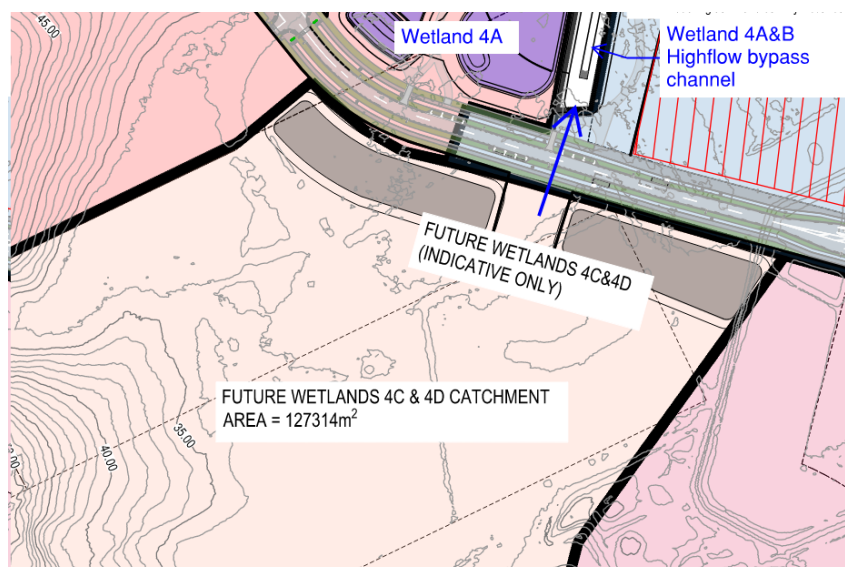 45.00
Wetland 4A
Wetland 4A&B
Highflow bypass
channel
FUTURE WETLANDS 4C&4D
(INDICATIVE ONLY)
FUTURE WETLANDS 4C & 4D CATCHMENT
AREA = 127314m²
35.00
40.00